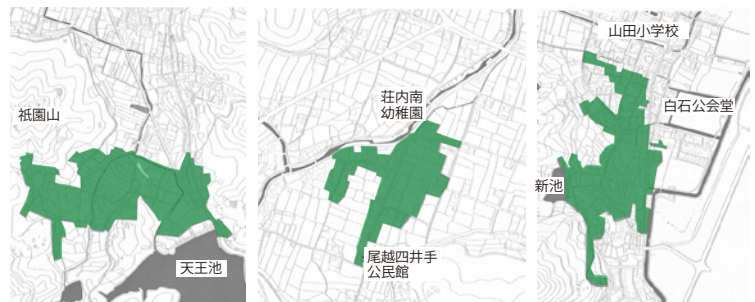 祇園山
天王池
荘内南
幼稚園
尾越四井手
公民館
山田小学校
白石公会堂
新池